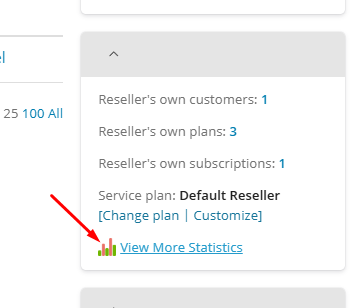 el
25 100 All
Reseller's own customers: 1
Reseller's own plans: 3
Reseller's own subscriptions: 1
Service plan: Default Reseller
[Change plan | Customize]
View More Statistics